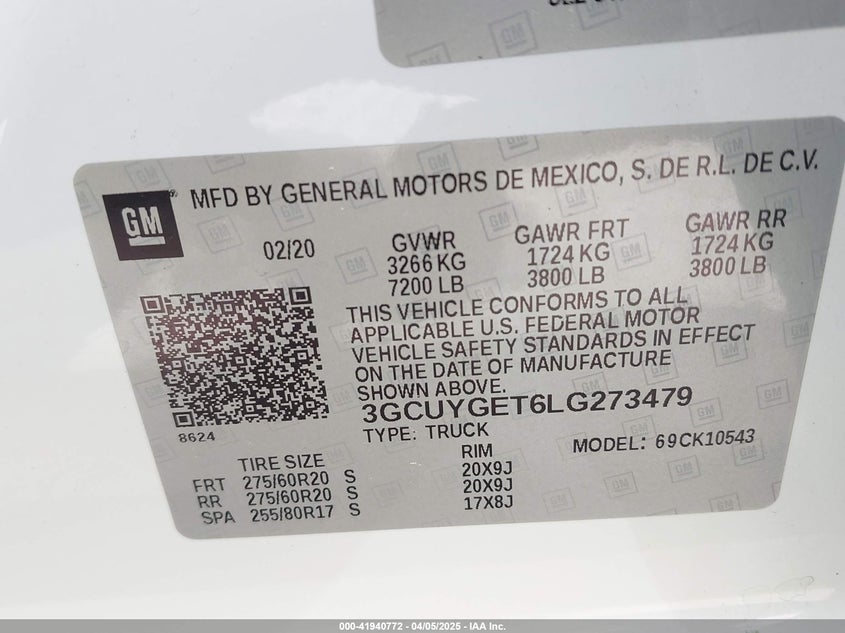 GM
MFD BY GENERAL MOTORS DE MEXICO, S. DE R.L. DE C.V.
02/20
GVWR
3266 KG
7200 LB
GAWR FRT
1724 KG
3800 LB
GAWR RR
1724 KG
3800 LB
THIS VEHICLE CONFORMS TO ALL
APPLICABLE U.S. FEDERAL MOTOR
VEHICLE SAFETY STANDARDS IN EFFECT
ON THE DATE OF MANUFACTURE
SHOWN ABOVE.
3GCUYGET6LG273479
8624
TYPE: TRUCK
MODEL: 69CK10543
TIRE SIZE RIM
FRT 275/60R20 S 20X9J
RR 275/60R20 S 20X9J
SPA 255/80R17 S 17X8J
000-41940772 - 04/05/2025 - IAA Inc.